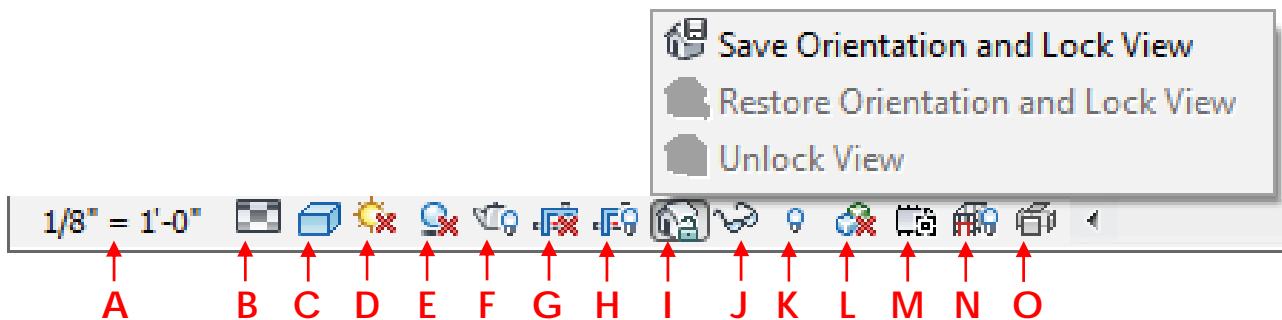 Save Orientation and Lock View
Restore Orientation and Lock View
Unlock View
1/8" = 1'-0"
A B C D E F G H I J K L M N O